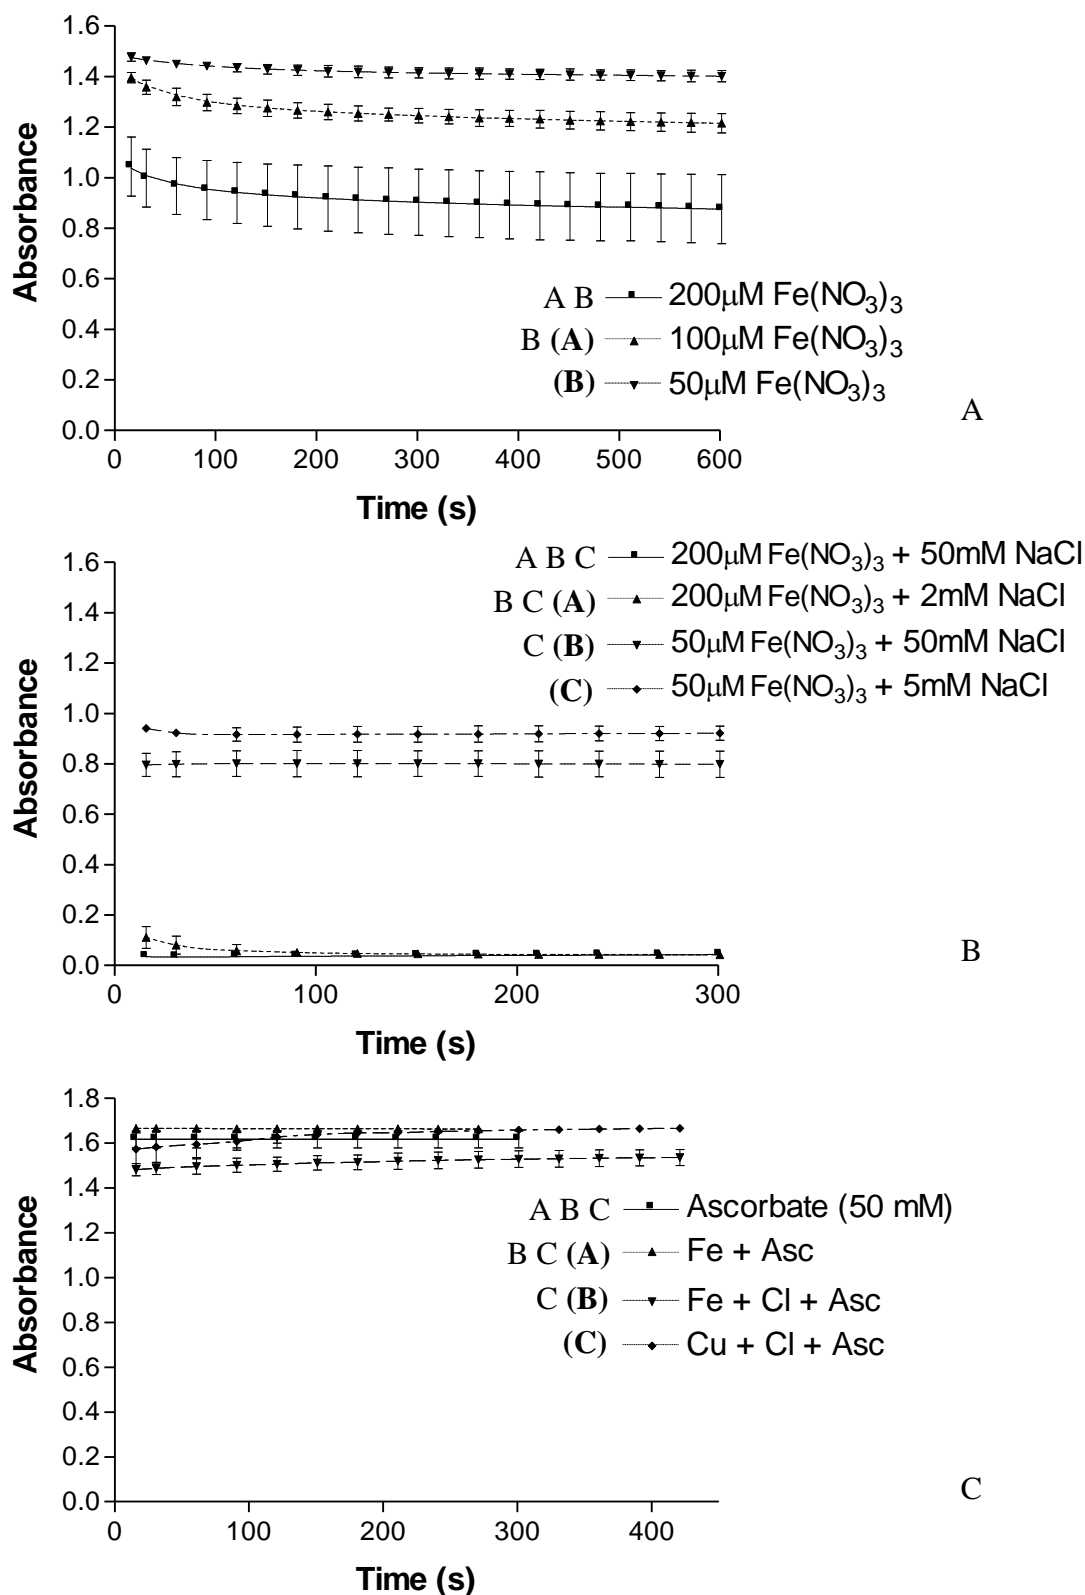 1.6
1.4
1.2
1.0
0.8
0.6
0.4
0.2
0.0
Absorbance
A B 200μM Fe(NO3)3
B (A) 100μM Fe(NO3)3
(B) 50μM Fe(NO3)3
A
0 100 200 300 400 500 600
Time (s)
A B C 200μM Fe(NO3)3 + 50mM NaCl
B C (A) 200μM Fe(NO3)3 + 2mM NaCl
C (B) 50μM Fe(NO3)3 + 50mM NaCl
(C) 50μM Fe(NO3)3 + 5mM NaCl
1.6
1.4
1.2
1.0
0.8
0.6
0.4
0.2
0.0
Absorbance
B
0 100 200 300
Time (s)
1.8
1.6
1.4
1.2
1.0
0.8
0.6
0.4
0.2
0.0
Absorbance
A B C Ascorbate (50 mM)
B C (A) Fe + Asc
C (B) Fe + Cl + Asc
(C) Cu + Cl + Asc
C
0 100 200 300 400
Time (s)